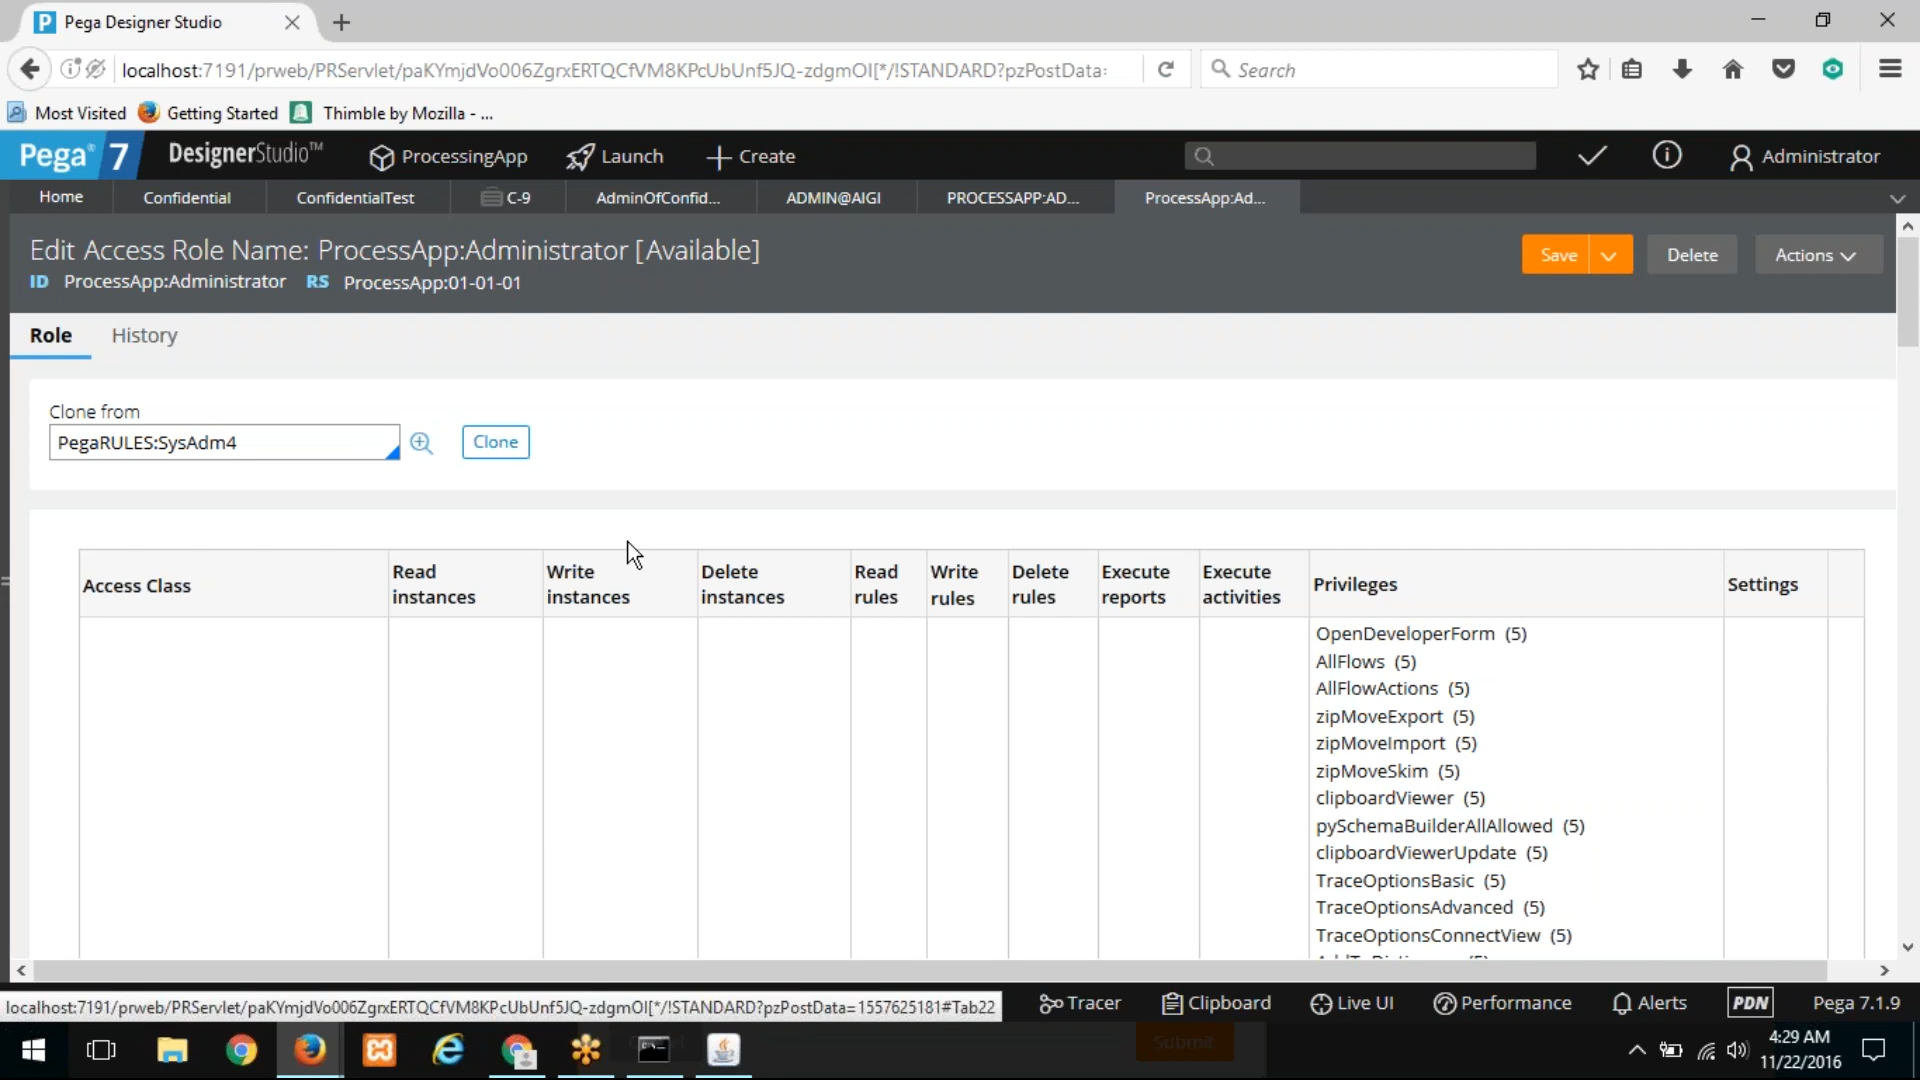 Pega Designer Studio
localhost:7191/prweb/PRServlet/paKYmjdVo006ZgrxERTQCfVM8KPcUbUnf5JQ-zdgmOI[*/!STANDARD?pzPostData:
Search
Most Visited Getting Started Thimble by Mozilla - ...
Pega 7 DesignerStudio™ ProcessingApp Launch Create Administrator
Home Confidential ConfidentialTest C-9 AdminOfConfid... ADMIN@AIGI PROCESSAPP:AD... ProcessApp:Ad...
Edit Access Role Name: ProcessApp:Administrator [Available]
ID ProcessApp:Administrator RS ProcessApp:01-01-01
Save Delete Actions
Role History
Clone from
PegaRULES:SysAdm4 Clone
Access Class Read instances Write instances Delete instances Read rules Write rules Delete rules Execute reports Execute activities Privileges Settings
OpenDeveloperForm (5)
AllFlows (5)
AllFlowActions (5)
zipMoveExport (5)
zipMoveImport (5)
zipMoveSkim (5)
clipboardViewer (5)
pySchemaBuilderAllAllowed (5)
clipboardViewerUpdate (5)
TraceOptionsBasic (5)
TraceOptionsAdvanced (5)
TraceOptionsConnectView (5)
localhost:7191/prweb/PRServlet/paKYmjdVo006ZgrxERTQCfVM8KPcUbUnf5JQ-zdgmOI[*/!STANDARD?pzPostData=1557625181#Tab22
Tracer Clipboard Live UI Performance Alerts PDN Pega 7.1.9
Submit
4:29 AM
11/22/2016